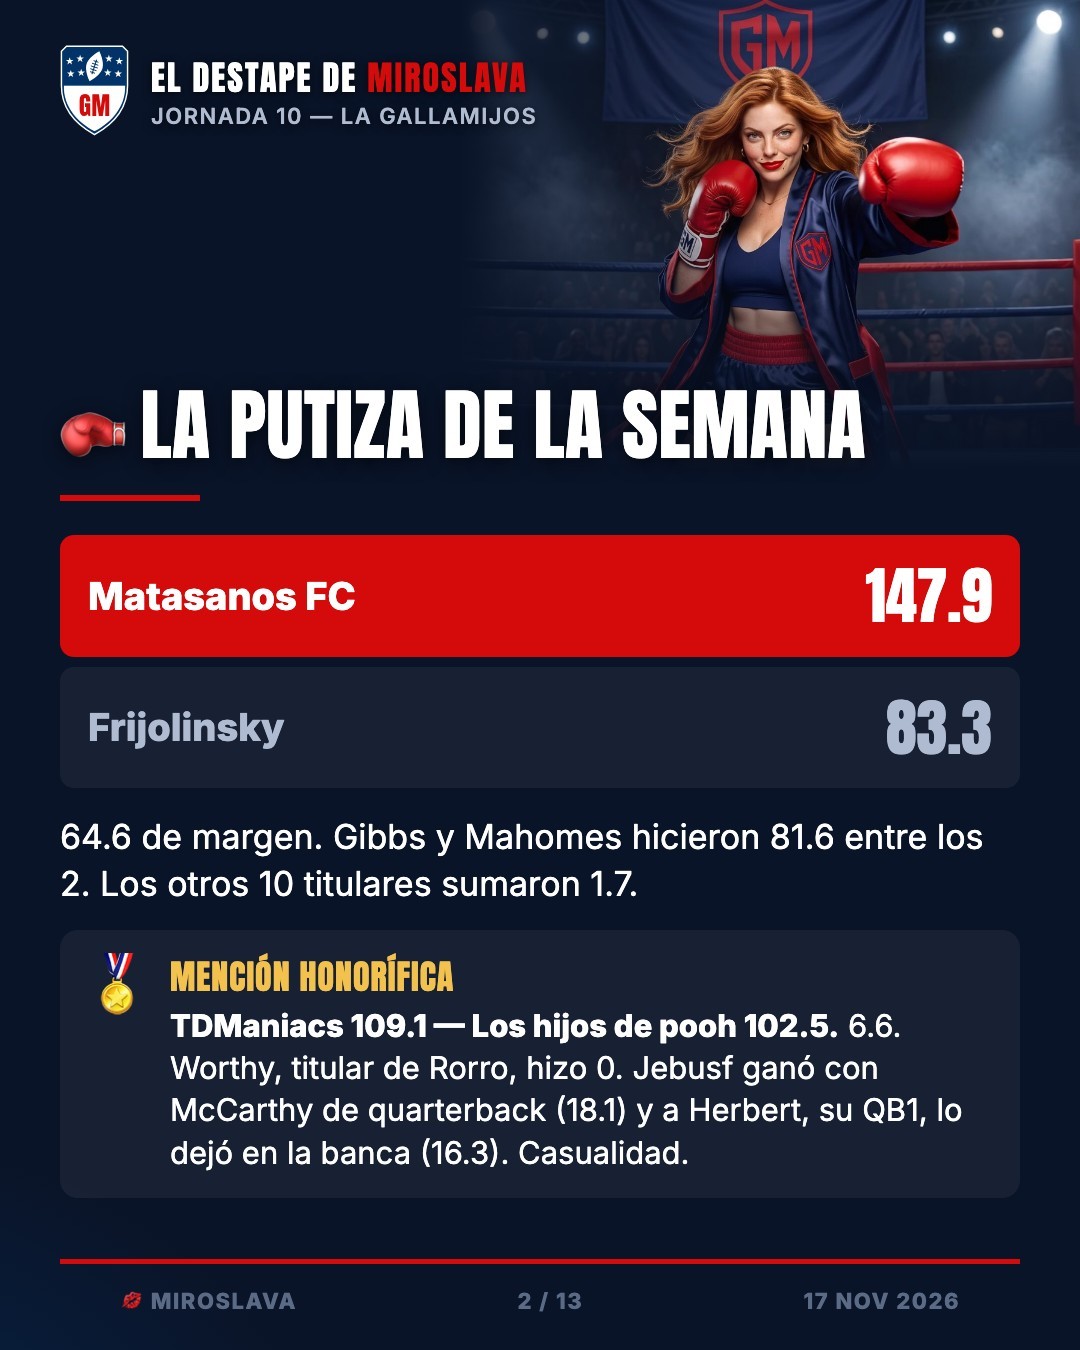 GM
GM
EL DESTAPE DE MIROSLAVA
JORNADA 10 — LA GALLAMIJOS
GM
GM
LA PUTIZA DE LA SEMANA
Matasanos FC 147.9
Frijolinsky 83.3
64.6 de margen. Gibbs y Mahomes hicieron 81.6 entre los
2. Los otros 10 titulares sumaron 1.7.
MENCIÓN HONORÍFICA
TDManiacs 109.1 — Los hijos de pooh 102.5. 6.6.
Worthy, titular de Rorro, hizo 0. Jebusf ganó con
McCarthy de quarterback (18.1) y a Herbert, su QB1, lo
dejó en la banca (16.3). Casualidad.
MIROSLAVA 2 / 13 17 NOV 2026